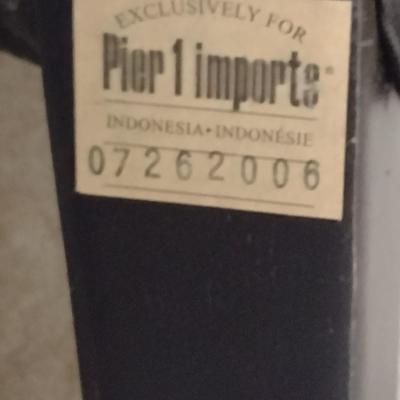 EXCLUSIVELY FOR
Pier 1 imports®
INDONESIA • INDONÉSIE
07262006